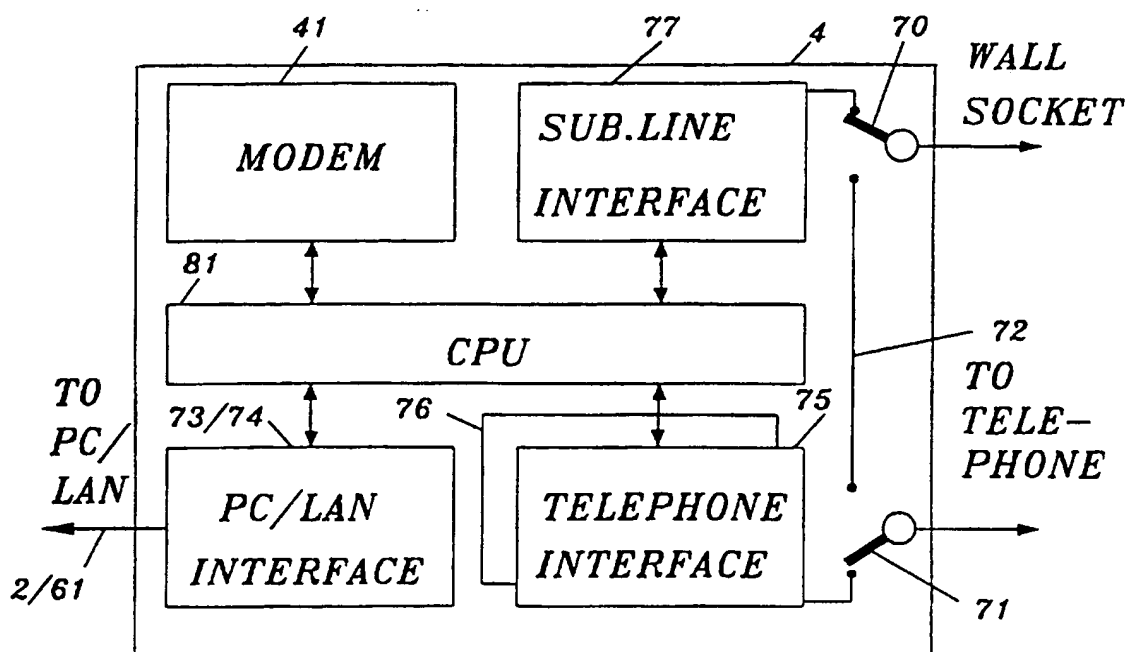 41
77
4
70
WALL
SOCKET
MODEM
SUB.LINE
INTERFACE
81
CPU
72
TO
PC/
LAN
73/74
76
75
TO
TELE-
PHONE
PC/LAN
INTERFACE
TELEPHONE
INTERFACE
2/61
71